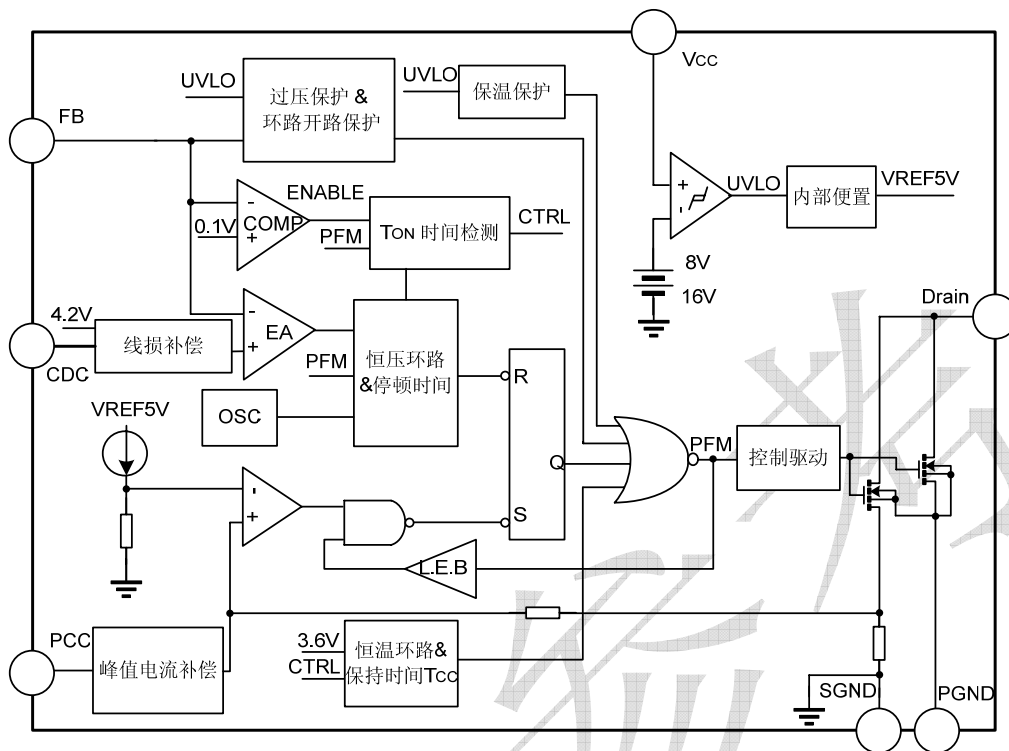 Vcc
UVLO
过压保护 &
环路开路保护
UVLO
保温保护
FB
ENABLE
-
COMP
+
0.1V
PFM
TON 时间检测
CTRL
+
-
UVLO
内部便置
VREF5V
8V
16V
Drain
4.2V
线损补偿
CDC
-
EA
+
PFM
恒压环路
&停顿时间
OSC
R
Q
S
VREF5V
-
+
L.E.B
PFM
控制驱动
PCC
峰值电流补偿
3.6V
CTRL
恒温环路&
保持时间TCC
SGND
PGND